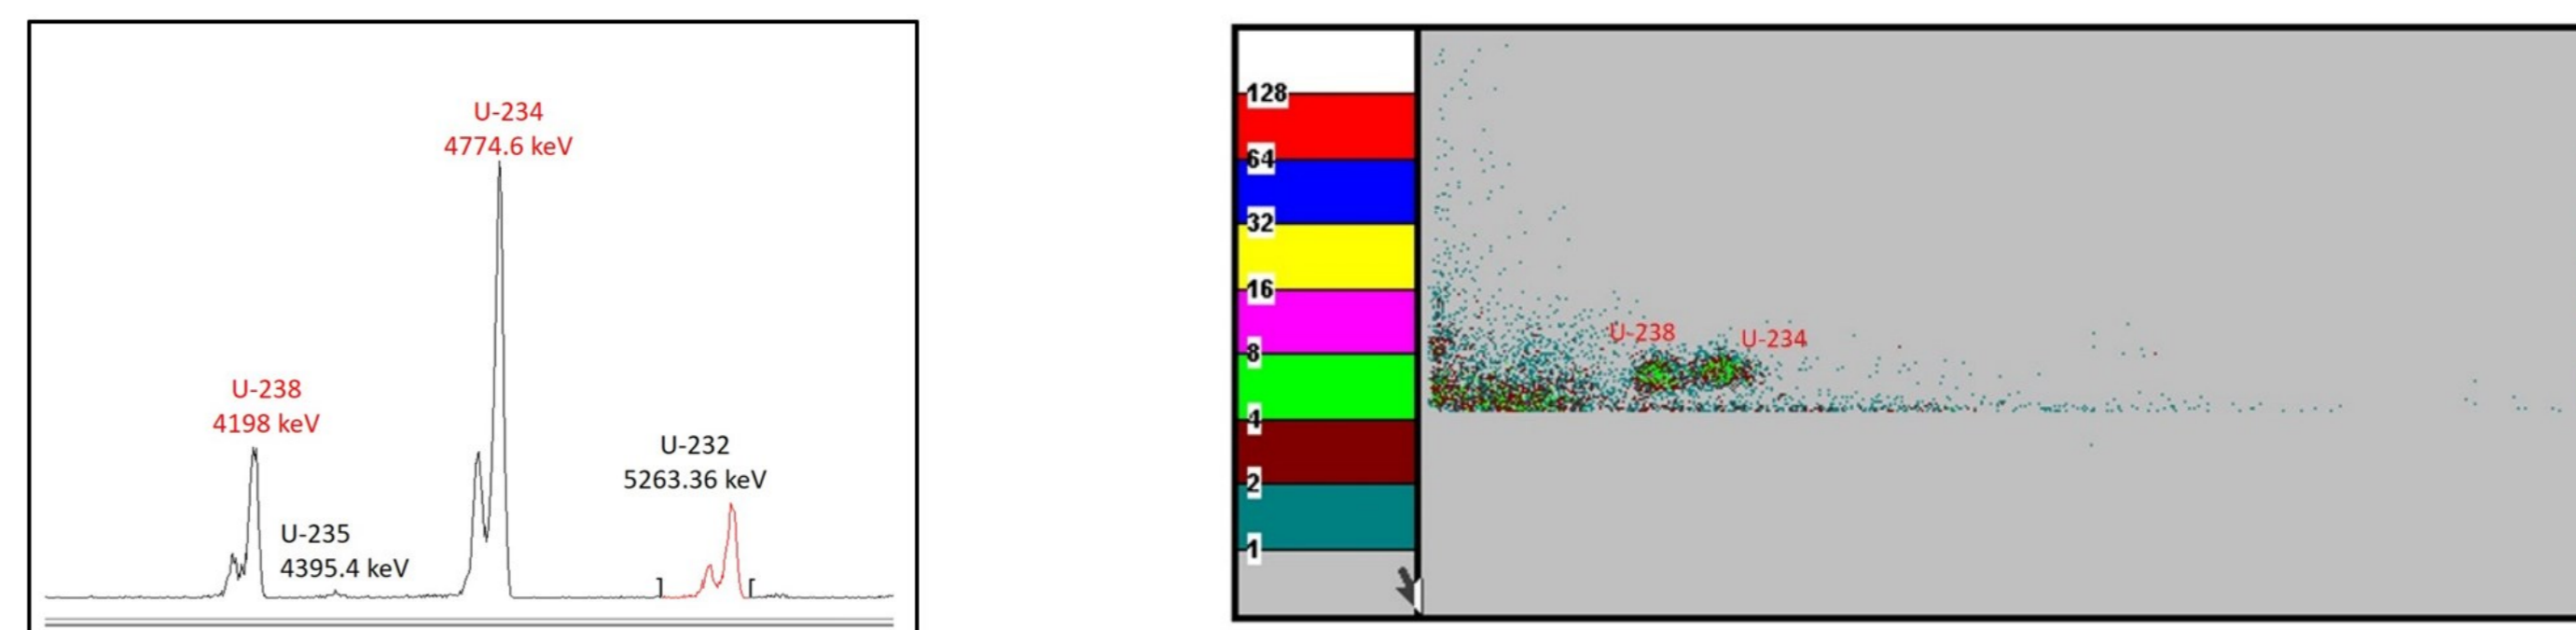 U-234
4774.6 keV
U-238
4198 keV
U-232
5263.36 keV
U-235
4395.4 keV
]
[
128
64
32
16
8
4
2
1
U-238
U-234